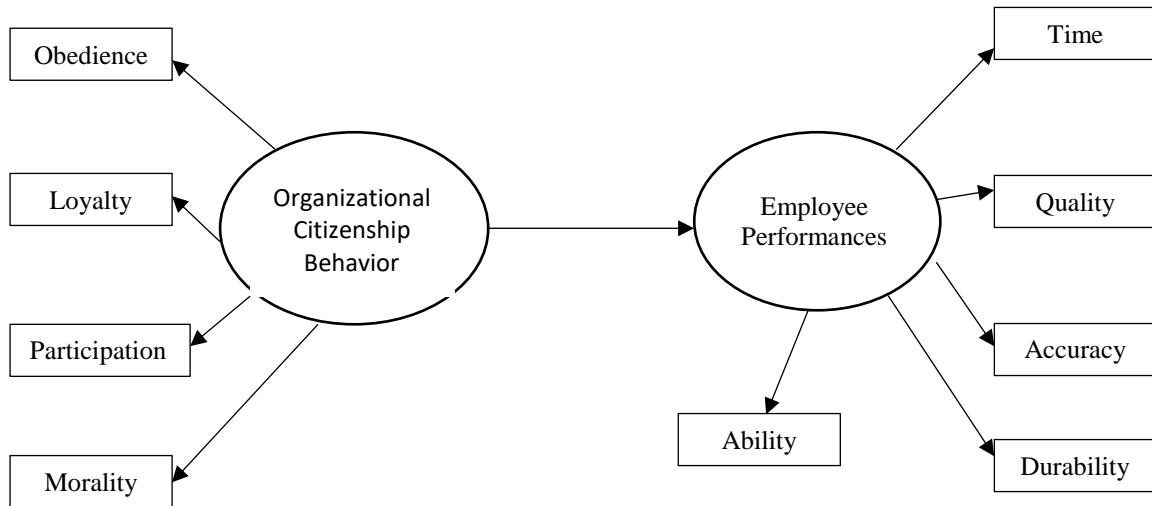 Obedience
Loyalty
Participation
Morality
Organizational
Citizenship
Behavior
Employee
Performances
Time
Quality
Accuracy
Durability
Ability